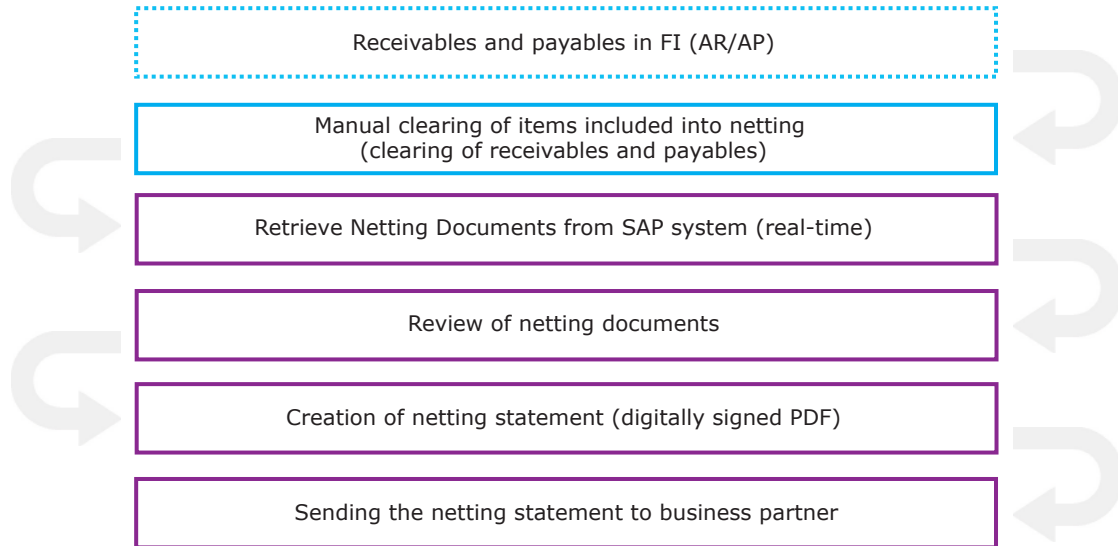 Receivables and payables in FI (AR/AP)
Manual clearing of items included into netting
(clearing of receivables and payables)
Retrieve Netting Documents from SAP system (real-time)
Review of netting documents
Creation of netting statement (digitally signed PDF)
Sending the netting statement to business partner